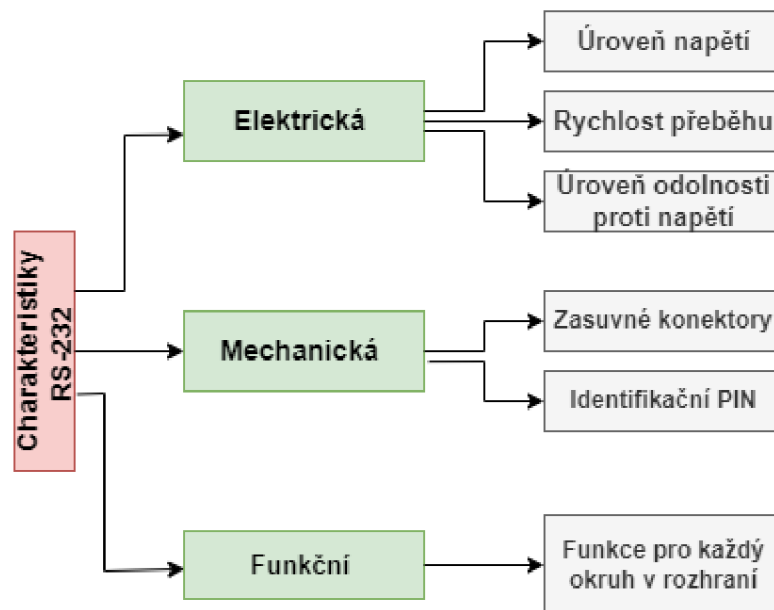 Charakteristiky
RS-232
Elektrická
Úroveň napětí
Rychlost přeběhu
Úroveň odolnosti
proti napětí
Mechanická
Zasuvné konektory
Identifikační PIN
Funkční
Funkce pro každý
okruh v rozhraní